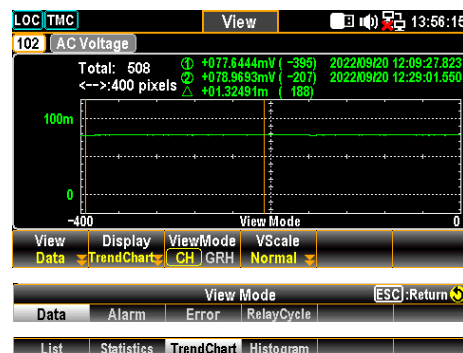 LOC TMC View 13:56:15
102 AC Voltage
Total: 508 ① +077.6444mV ( -395) 2022/09/20 12:09:27.823
<-->:400 pixels ② +078.9693mV ( -207) 2022/09/20 12:29:01.550
△ +01.32491m ( 188)
100m
0
-400 View Mode 0
View Display ViewMode VScale
Data TrendChart CH GRH Normal
View Mode ESC :Return
Data Alarm Error RelayCycle
List Statistics TrendChart Histogram